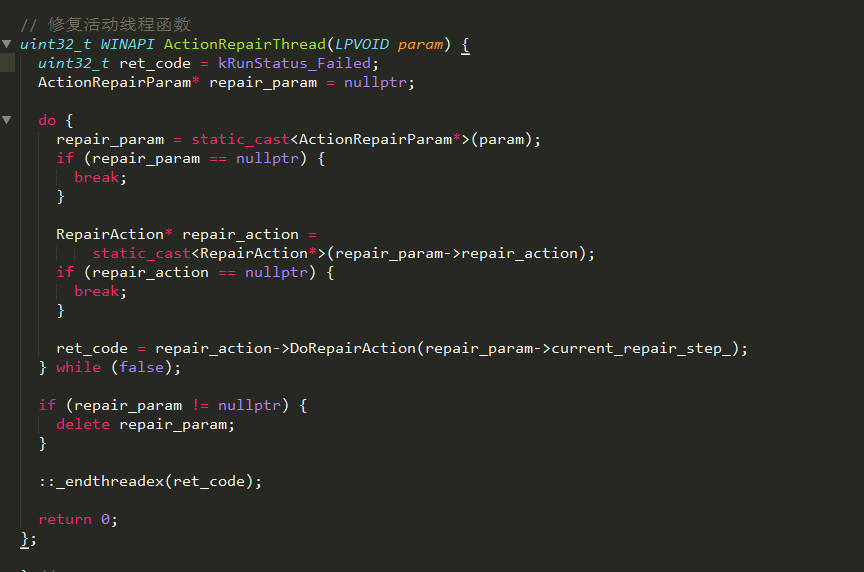 // 修复活动线程函数
uint32_t WINAPI ActionRepairThread(LPVOID param) {
uint32_t ret_code = kRunStatus_Failed;
ActionRepairParam* repair_param = nullptr;
do {
repair_param = static_cast<ActionRepairParam*>(param);
if (repair_param == nullptr) {
break;
}
RepairAction* repair_action =
static_cast<RepairAction*>(repair_param->repair_action);
if (repair_action == nullptr) {
break;
}
ret_code = repair_action->DoRepairAction(repair_param->current_repair_step_);
} while (false);
if (repair_param != nullptr) {
delete repair_param;
}
::_endthreadex(ret_code);
return 0;
};